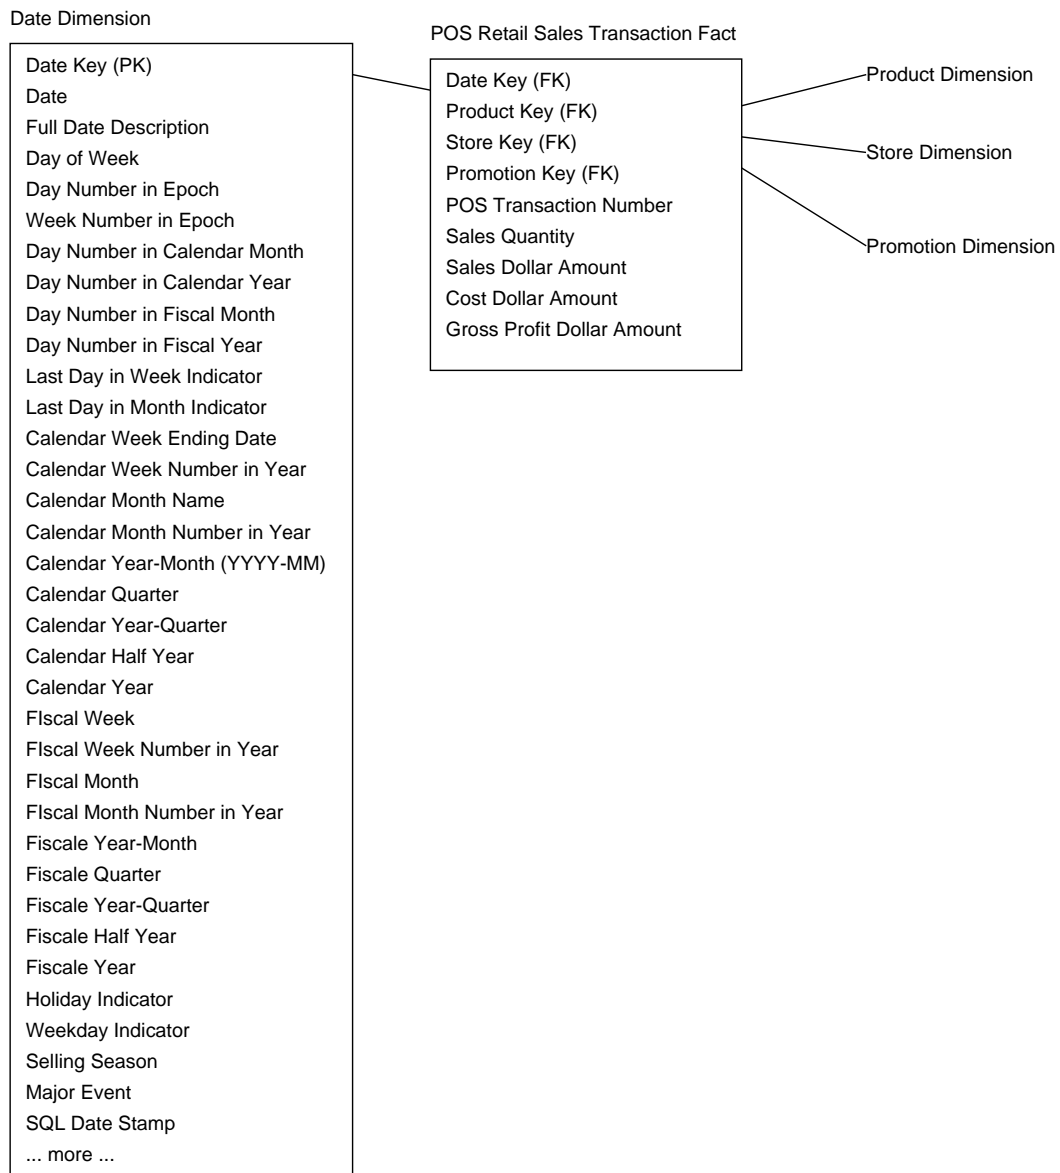 Date Dimension
Date Key (PK)
Date
Full Date Description
Day of Week
Day Number in Epoch
Week Number in Epoch
Day Number in Calendar Month
Day Number in Calendar Year
Day Number in Fiscal Month
Day Number in Fiscal Year
Last Day in Week Indicator
Last Day in Month Indicator
Calendar Week Ending Date
Calendar Week Number in Year
Calendar Month Name
Calendar Month Number in Year
Calendar Year-Month (YYYY-MM)
Calendar Quarter
Calendar Year-Quarter
Calendar Half Year
Calendar Year
FIscal Week
FIscal Week Number in Year
FIscal Month
FIscal Month Number in Year
Fiscale Year-Month
Fiscale Quarter
Fiscale Year-Quarter
Fiscale Half Year
Fiscale Year
Holiday Indicator
Weekday Indicator
Selling Season
Major Event
SQL Date Stamp
... more ...
POS Retail Sales Transaction Fact
Date Key (FK)
Product Key (FK)
Store Key (FK)
Promotion Key (FK)
POS Transaction Number
Sales Quantity
Sales Dollar Amount
Cost Dollar Amount
Gross Profit Dollar Amount
Product Dimension
Store Dimension
Promotion Dimension